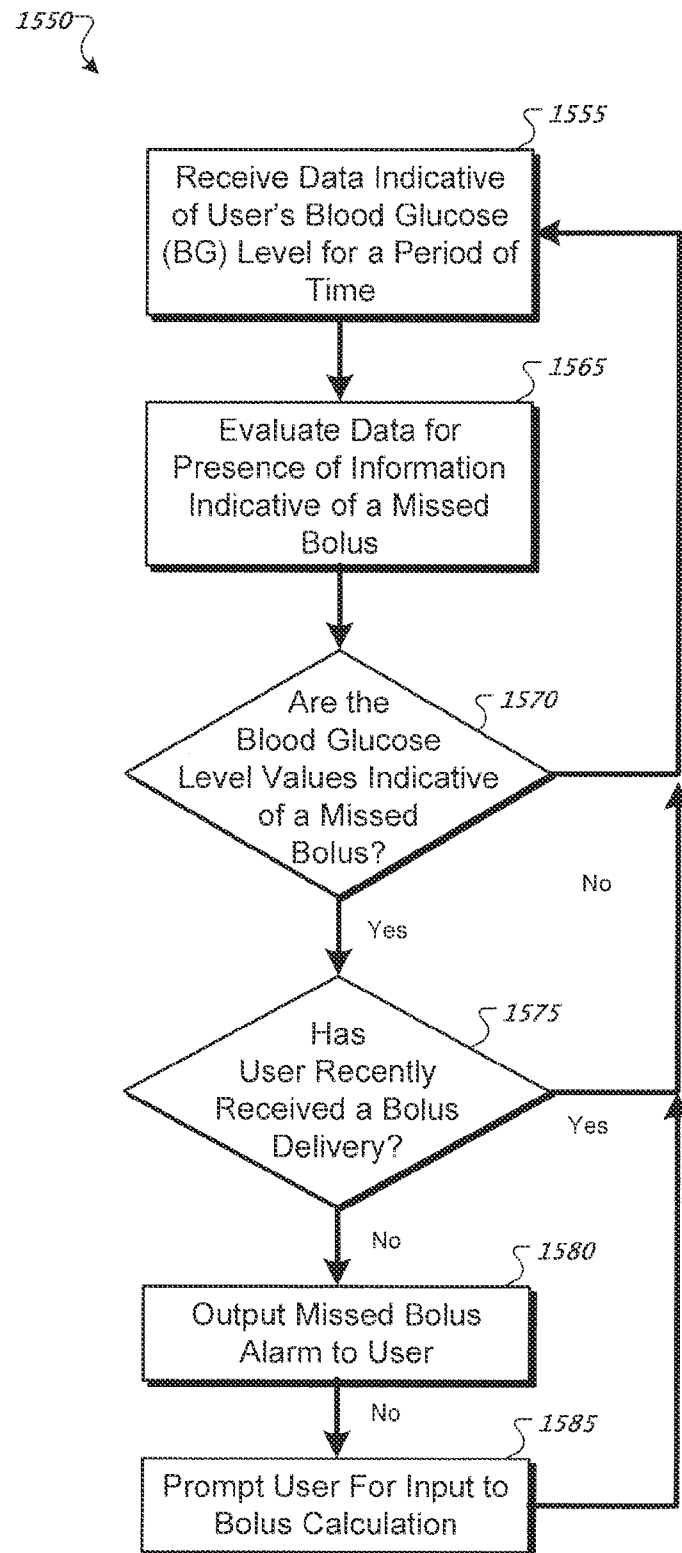 1550
1555
Receive Data Indicative
of User's Blood Glucose
(BG) Level for a Period of
Time
1565
Evaluate Data for
Presence of Information
Indicative of a Missed
Bolus
1570
Are the
Blood Glucose
Level Values Indicative
of a Missed
Bolus?
No
Yes
1575
Has
User Recently
Received a Bolus
Delivery?
Yes
No
1580
Output Missed Bolus
Alarm to User
No
1585
Prompt User For Input to
Bolus Calculation